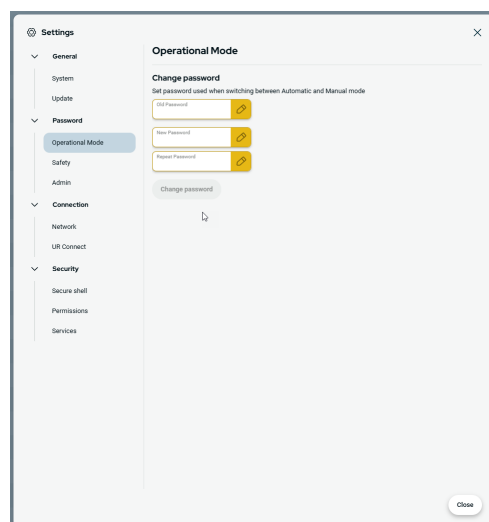 Settings
General
System
Update
Password
Operational Mode
Safety
Admin
Connection
Network
UR Connect
Security
Secure shell
Permissions
Services
Operational Mode
Change password
Set password used when switching between Automatic and Manual mode
Old Password
New Password
Repeat Password
Change password
Close